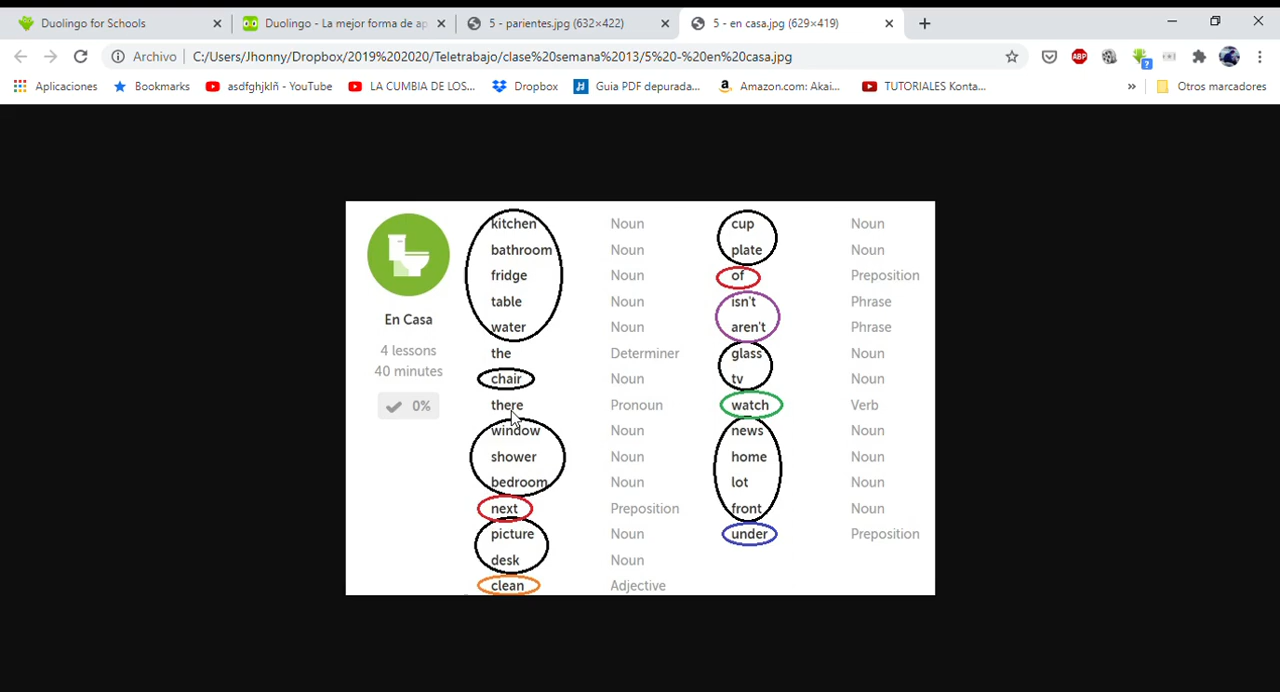 Duolingo for Schools
Duolingo - La mejor forma de ap
5 - parientes.jpg (632×422)
5 - en casa.jpg (629×419)
Archivo
C:/Users/Jhonny/Dropbox/2019%202020/Teletrabajo/clase%20semana%2013/5%20-%20en%20casa.jpg
ABP
?
Aplicaciones
Bookmarks
asdfghjklñ - YouTube
LA CUMBIA DE LOS...
Dropbox
Guia PDF depurada...
Amazon.com: Akai...
TUTORIALES Konta...
»
Otros marcadores
En Casa
4 lessons
40 minutes
0%
kitchen Noun
bathroom Noun
fridge Noun
table Noun
water Noun
the Determiner
chair Noun
there Pronoun
window Noun
shower Noun
bedroom Noun
next Preposition
picture Noun
desk Noun
clean Adjective
cup Noun
plate Noun
of Preposition
isn't Phrase
aren't Phrase
glass Noun
tv Noun
watch Verb
news Noun
home Noun
lot Noun
front Noun
under Preposition